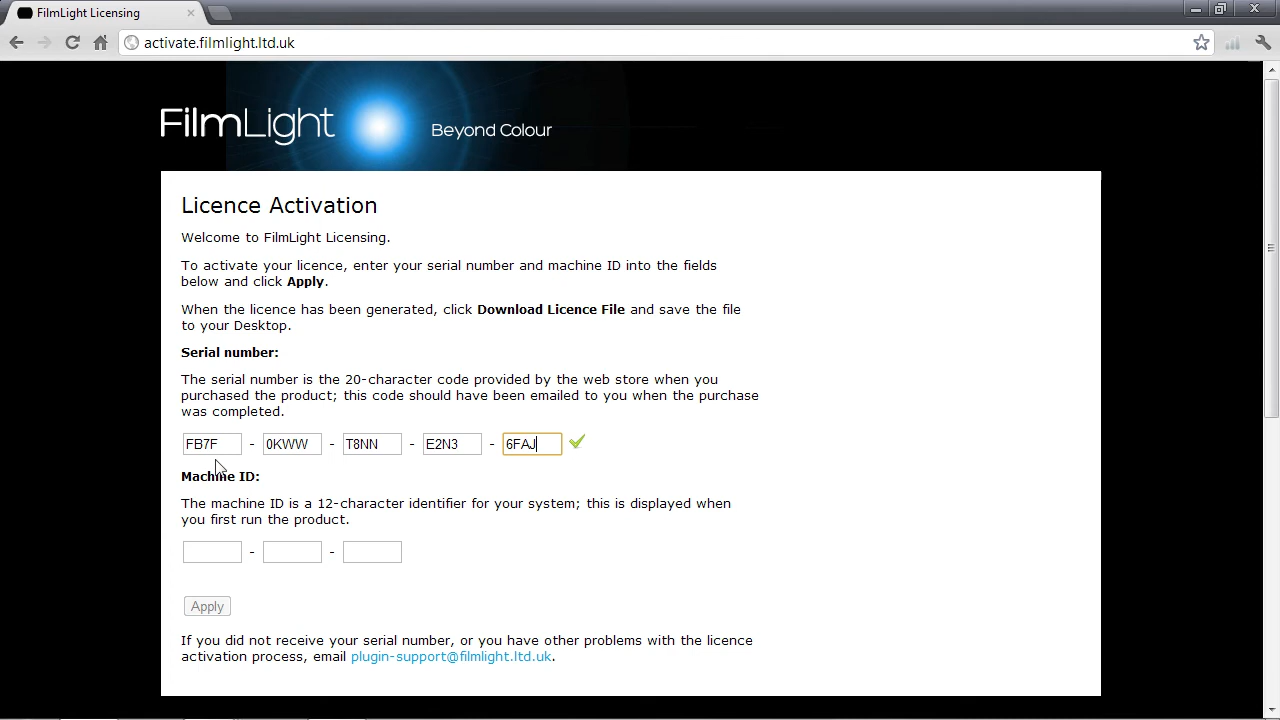 FilmLight Licensing
activate.filmlight.ltd.uk
FilmLight Beyond Colour
Licence Activation
Welcome to FilmLight Licensing.
To activate your licence, enter your serial number and machine ID into the fields
below and click Apply.
When the licence has been generated, click Download Licence File and save the file
to your Desktop.
Serial number:
The serial number is the 20-character code provided by the web store when you
purchased the product; this code should have been emailed to you when the purchase
was completed.
FB7F - 0KWW - T8NN - E2N3 - 6FAJ
Machine ID:
The machine ID is a 12-character identifier for your system; this is displayed when
you first run the product.
- -
Apply
If you did not receive your serial number, or you have other problems with the licence
activation process, email plugin-support@filmlight.ltd.uk.